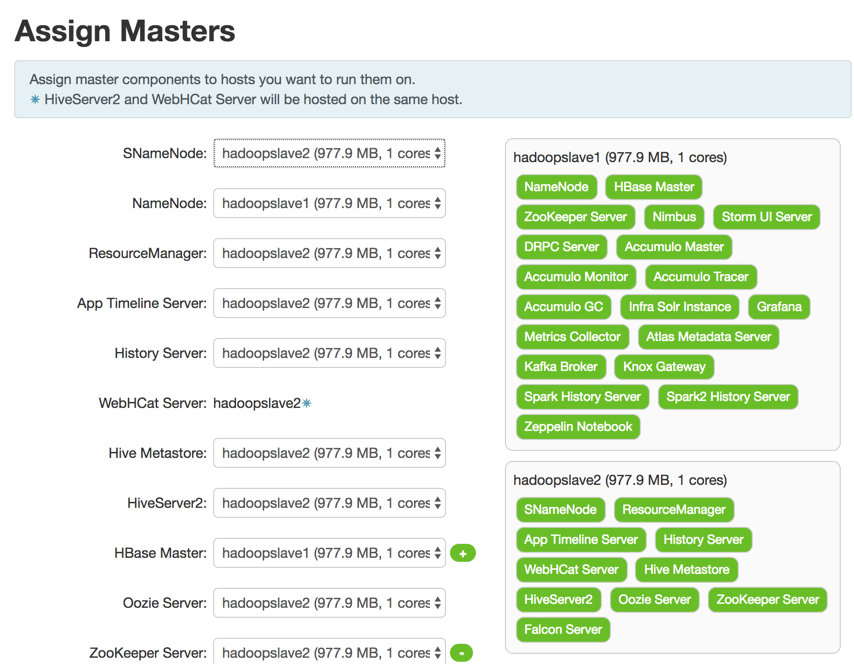 Assign Masters
Assign master components to hosts you want to run them on.
✳ HiveServer2 and WebHCat Server will be hosted on the same host.
SNameNode: hadoopslave2 (977.9 MB, 1 cores
NameNode: hadoopslave1 (977.9 MB, 1 cores
ResourceManager: hadoopslave2 (977.9 MB, 1 cores
App Timeline Server: hadoopslave2 (977.9 MB, 1 cores
History Server: hadoopslave2 (977.9 MB, 1 cores
WebHCat Server: hadoopslave2✳
Hive Metastore: hadoopslave2 (977.9 MB, 1 cores
HiveServer2: hadoopslave2 (977.9 MB, 1 cores
HBase Master: hadoopslave1 (977.9 MB, 1 cores +
Oozie Server: hadoopslave2 (977.9 MB, 1 cores
ZooKeeper Server: hadoopslave2 (977.9 MB, 1 cores -
hadoopslave1 (977.9 MB, 1 cores)
NameNode HBase Master
ZooKeeper Server Nimbus Storm UI Server
DRPC Server Accumulo Master
Accumulo Monitor Accumulo Tracer
Accumulo GC Infra Solr Instance Grafana
Metrics Collector Atlas Metadata Server
Kafka Broker Knox Gateway
Spark History Server Spark2 History Server
Zeppelin Notebook
hadoopslave2 (977.9 MB, 1 cores)
SNameNode ResourceManager
App Timeline Server History Server
WebHCat Server Hive Metastore
HiveServer2 Oozie Server ZooKeeper Server
Falcon Server